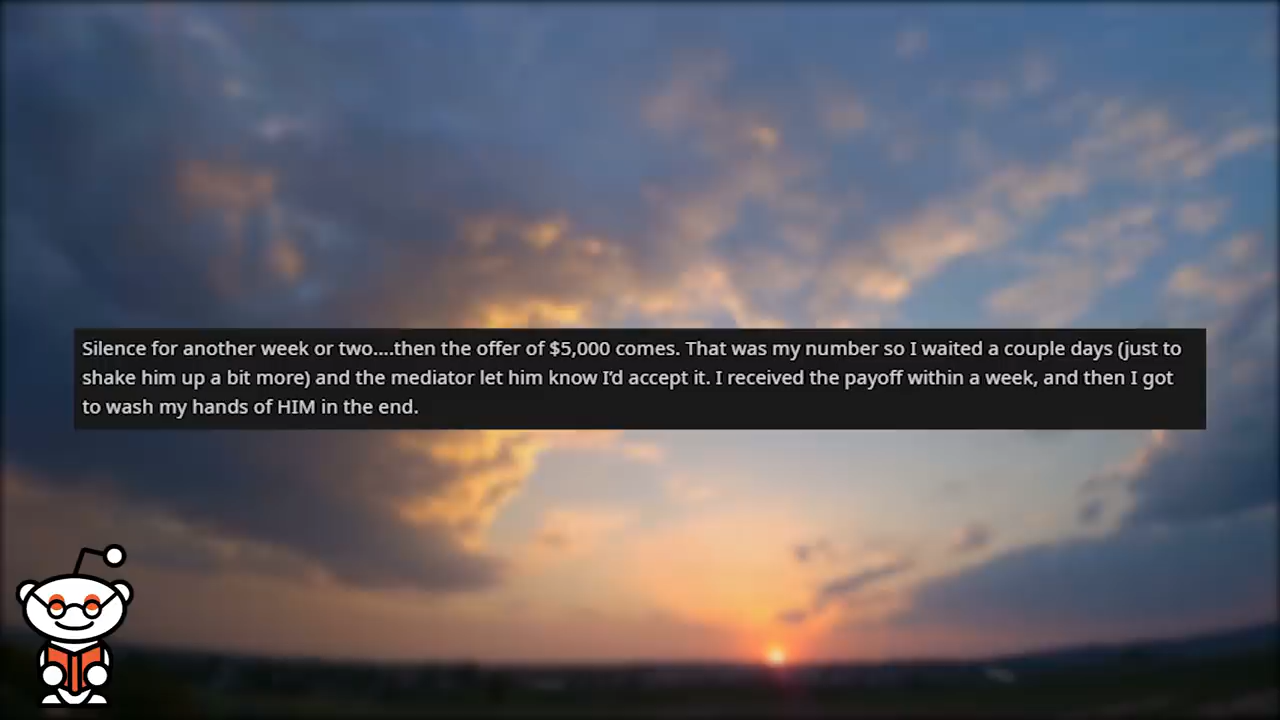 Silence for another week or two....then the offer of $5,000 comes. That was my number so I waited a couple days (just to
shake him up a bit more) and the mediator let him know I’d accept it. I received the payoff within a week, and then I got
to wash my hands of HIM in the end.